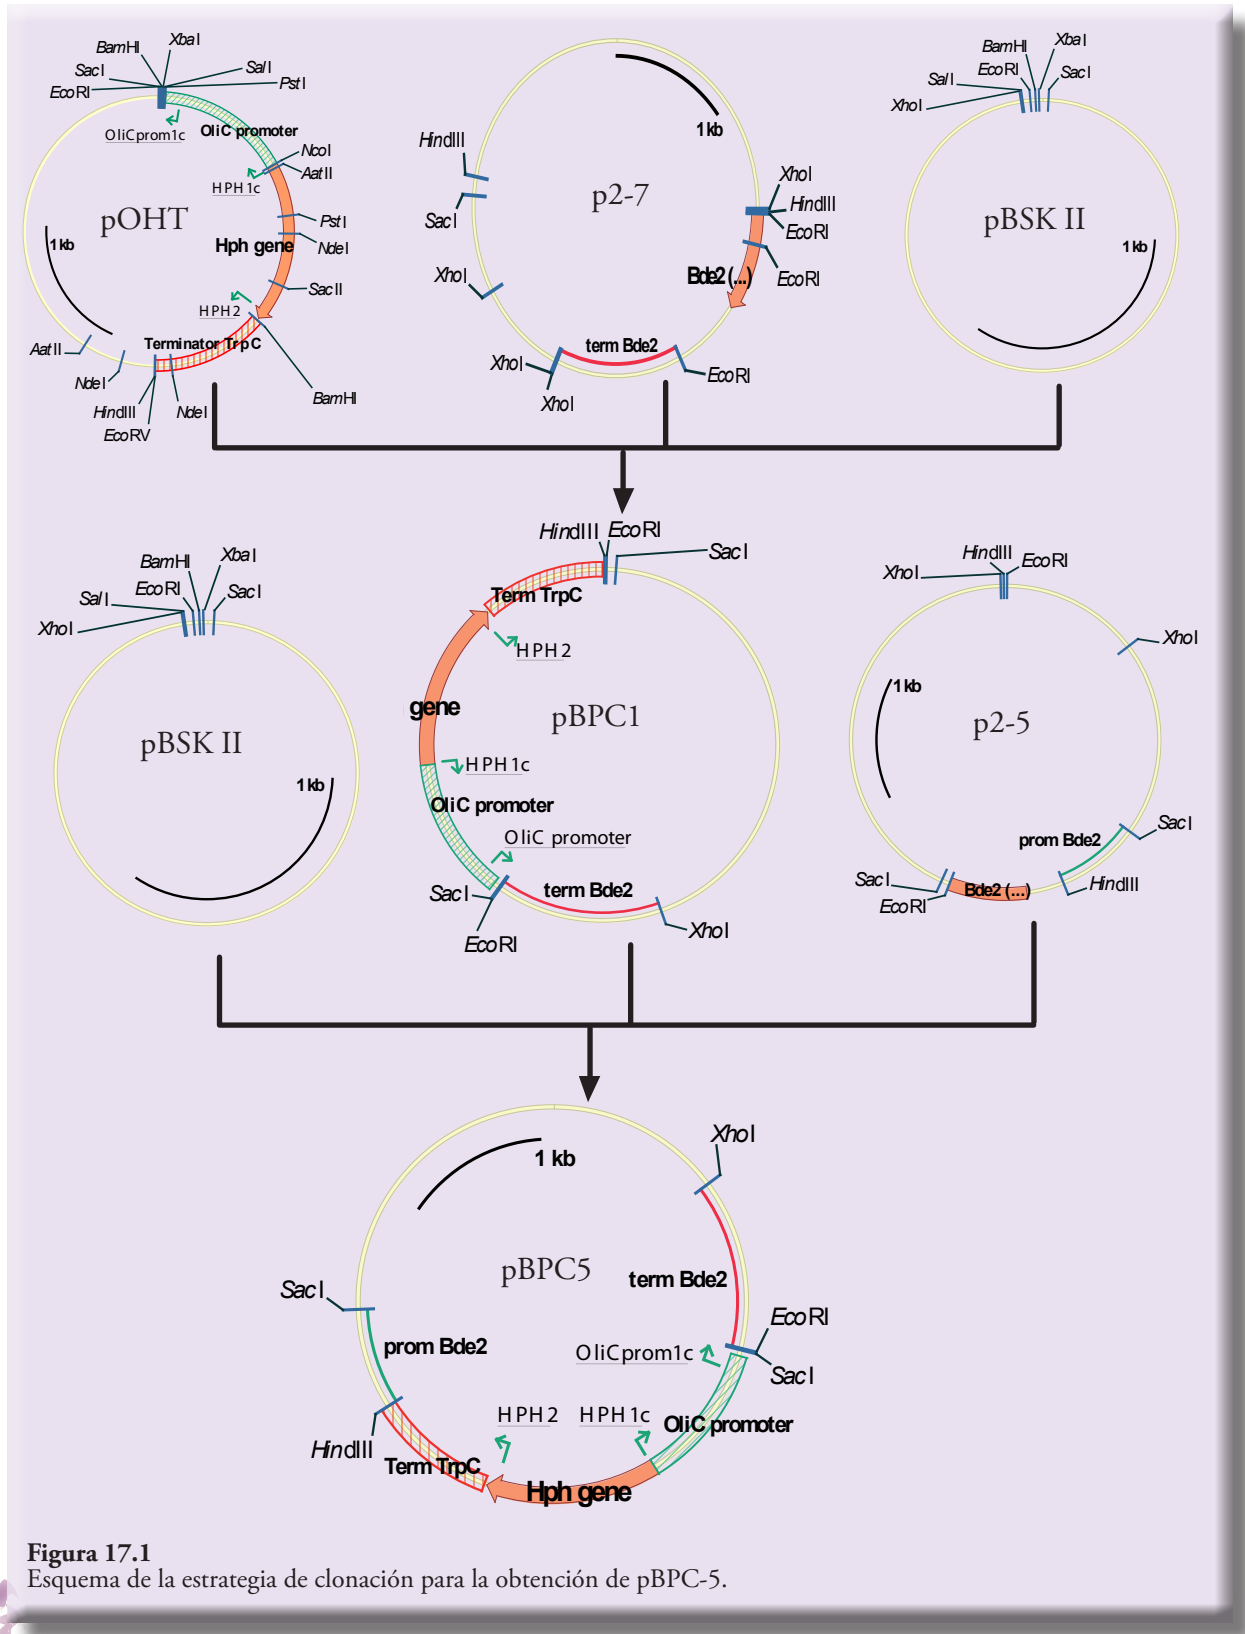 BamHI
XbaI
SacI
SalI
EcoRI
PstI
OliCprom1c
OliC promoter
NcoI
AatII
HPH1c
pOHT
PstI
1 kb
Hph gene
NdeI
SacII
HPH2
Terminator TrpC
AatII
NdeI
HindIII
NdeI
BamHI
EcoRV
1 kb
HindIII
XhoI
p2-7
HindIII
SacI
EcoRI
XhoI
Bde2 (...)
EcoRI
term Bde2
XhoI
EcoRI
XhoI
XbaI
BamHI
EcoRI
SacI
SalI
XhoI
pBSK II
1 kb
XbaI
BamHI
EcoRI
SacI
SalI
XhoI
pBSK II
1 kb
HindIII
EcoRI
SacI
Term TrpC
HPH2
gene
pBPC1
HPH1c
OliC promoter
OliC promoter
SacI
term Bde2
EcoRI
XhoI
HindIII
EcoRI
XhoI
XhoI
1 kb
p2-5
SacI
prom Bde2
SacI
Bde2 (...)
HindIII
EcoRI
XhoI
1 kb
pBPC5
term Bde2
SacI
EcoRI
prom Bde2
OliCprom1c
SacI
HPH2
HPH1c
OliC promoter
HindIII
Term TrpC
Hph gene
Figura 17.1
Esquema de la estrategia de clonación para la obtención de pBPC-5.